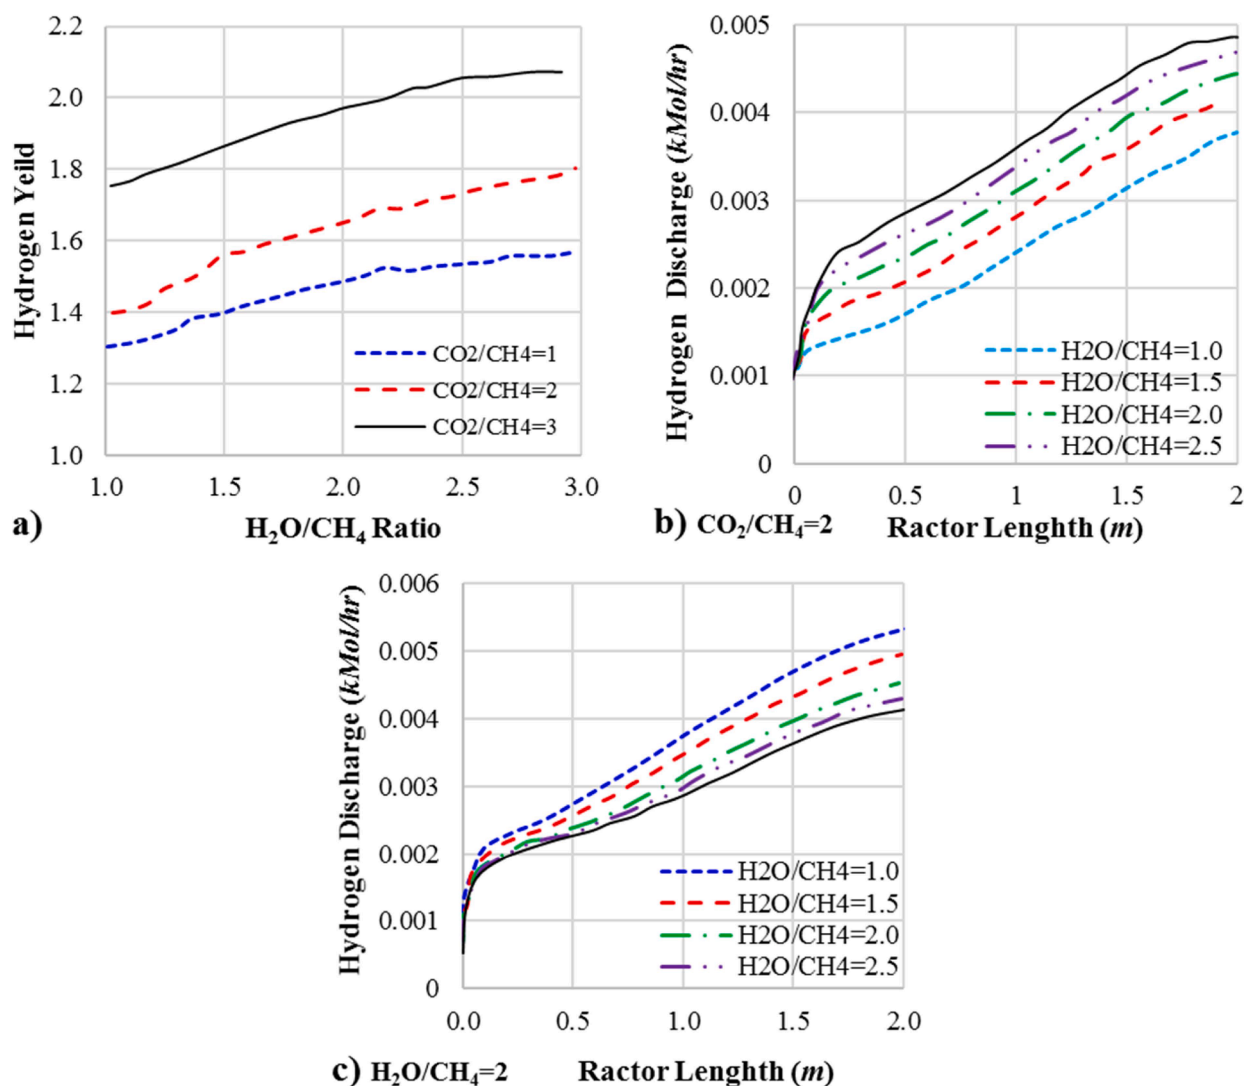 2.2
2.0
1.8
1.6
1.4
1.2
1.0
Hydrogen Yeild
CO2/CH4=1
CO2/CH4=2
CO2/CH4=3
1.0 1.5 2.0 2.5 3.0
a)
H₂O/CH₄ Ratio
0.005
0.004
0.003
0.002
0.001
0
Hydrogen Discharge (kMol/hr)
H2O/CH4=1.0
H2O/CH4=1.5
H2O/CH4=2.0
H2O/CH4=2.5
0 0.5 1 1.5 2
b) CO₂/CH₄=2 Ractor Lenghth (m)
0.006
0.005
0.004
0.003
0.002
0.001
0
Hydrogen Discharge (kMol/hr)
H2O/CH4=1.0
H2O/CH4=1.5
H2O/CH4=2.0
H2O/CH4=2.5
0.0 0.5 1.0 1.5 2.0
c) H₂O/CH₄=2 Ractor Lenghth (m)